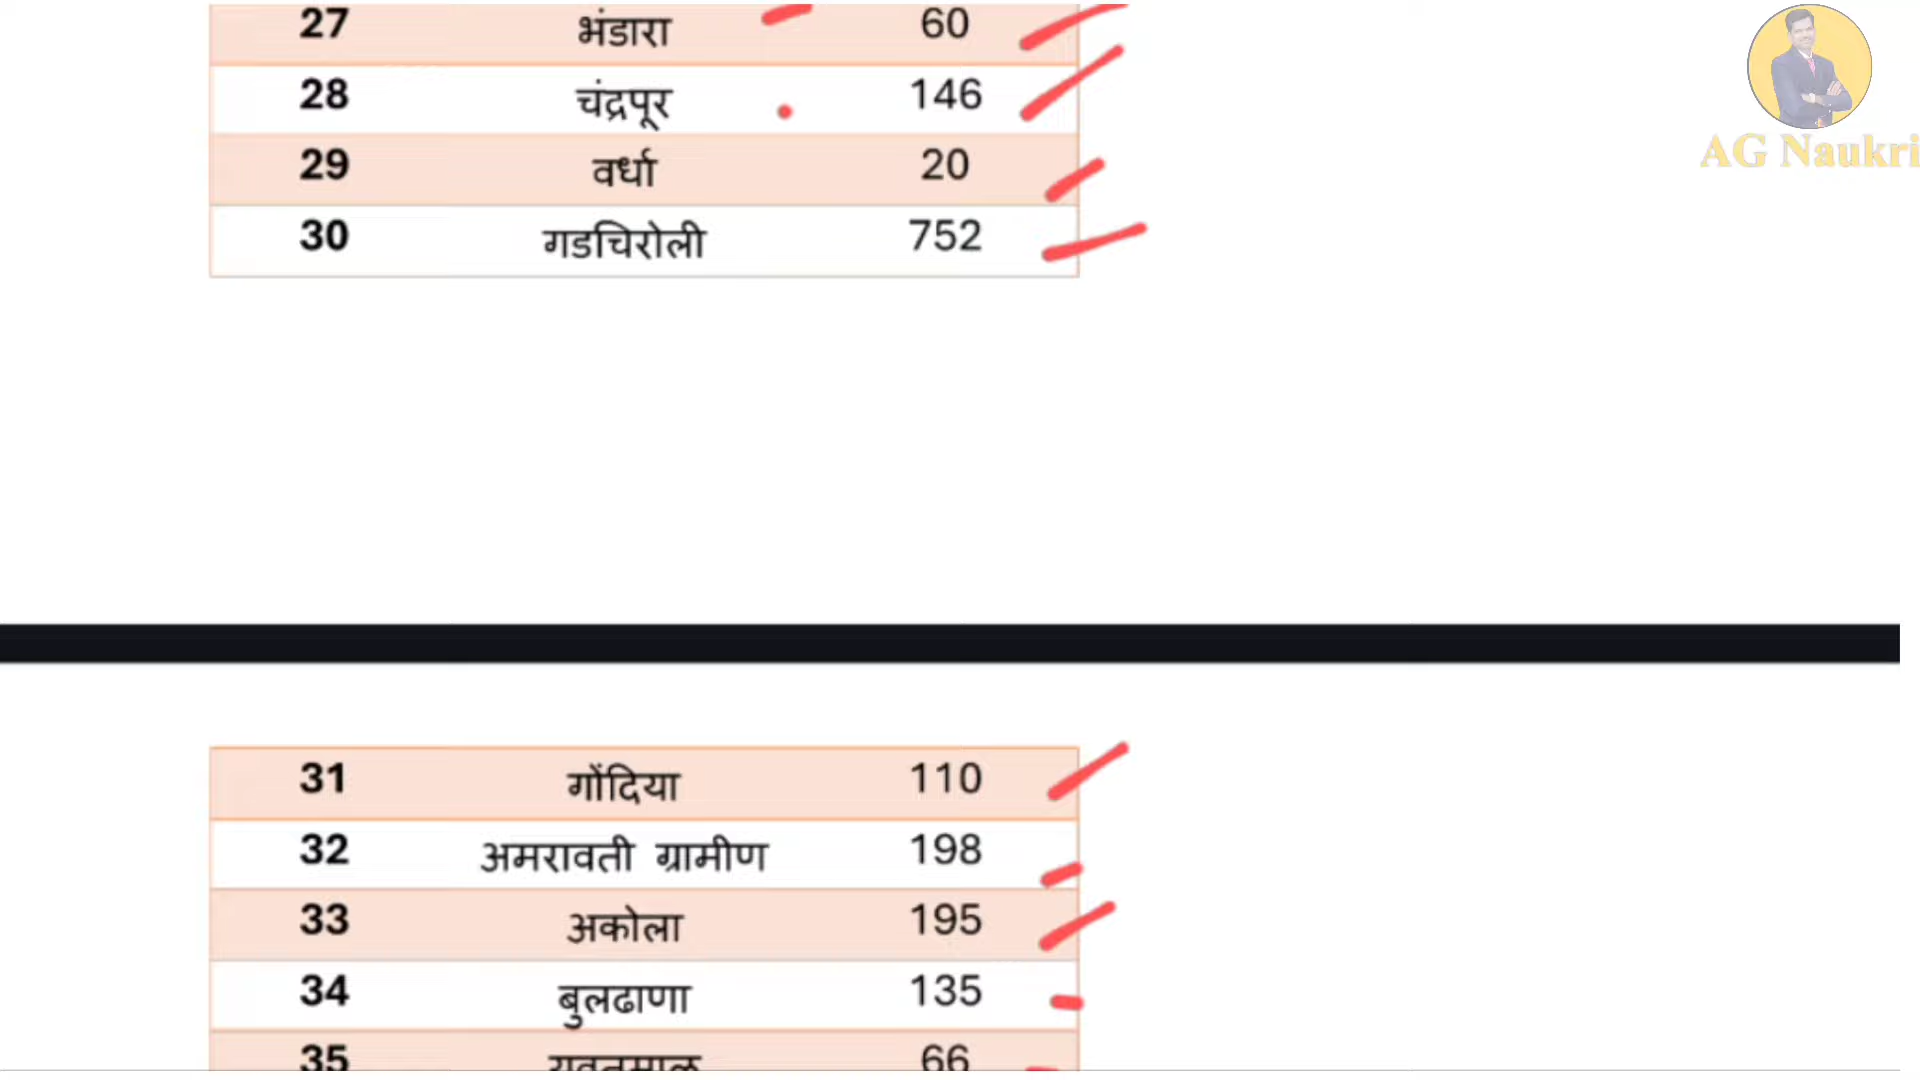 27 भंडारा 60
28 चंद्रपूर 146
29 वर्धा 20
30 गडचिरोली 752
AG Naukri
31 गोंदिया 110
32 अमरावती ग्रामीण 198
33 अकोला 195
34 बुलढाणा 135
35 यवतमाळ 66